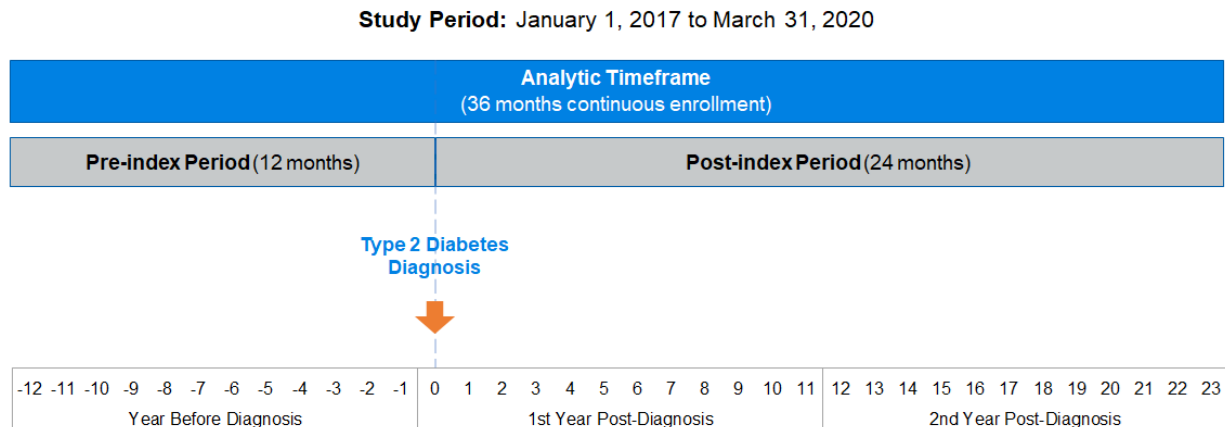 Study Period: January 1, 2017 to March 31, 2020
Analytic Timeframe
(36 months continuous enrollment)
Pre-index Period (12 months)
Post-index Period (24 months)
Type 2 Diabetes
Diagnosis
-12 -11 -10 -9 -8 -7 -6 -5 -4 -3 -2 -1 0 1 2 3 4 5 6 7 8 9 10 11 12 13 14 15 16 17 18 19 20 21 22 23
Year Before Diagnosis
1st Year Post-Diagnosis
2nd Year Post-Diagnosis